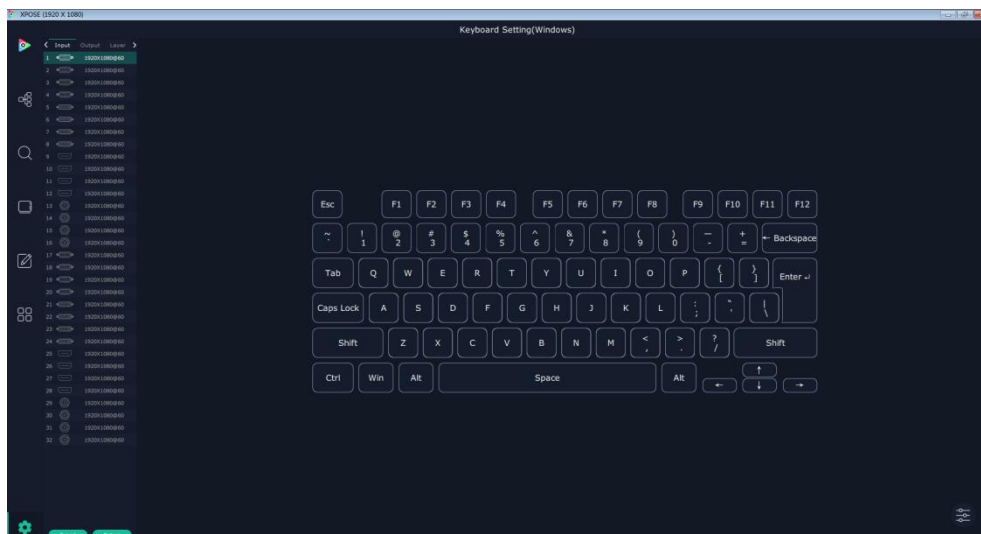 XPOSE (1920 X 1080)
Keyboard Setting(Windows)
Input Output Layer
1 1920X1080@60
2 1920X1080@60
3 1920X1080@60
4 1920X1080@60
5 1920X1080@60
6 1920X1080@60
7 1920X1080@60
8 1920X1080@60
9 1920X1080@60
10 1920X1080@60
11 1920X1080@60
12 1920X1080@60
13 1920X1080@60
14 1920X1080@60
15 1920X1080@60
16 1920X1080@60
17 1920X1080@60
18 1920X1080@60
19 1920X1080@60
20 1920X1080@60
21 1920X1080@60
22 1920X1080@60
23 1920X1080@60
24 1920X1080@60
25 1920X1080@60
26 1920X1080@60
27 1920X1080@60
28 1920X1080@60
29 1920X1080@60
30 1920X1080@60
31 1920X1080@60
32 1920X1080@60
Esc F1 F2 F3 F4 F5 F6 F7 F8 F9 F10 F11 F12
~ ! @ # $ % ^ & * ( ) — +
` 1 2 3 4 5 6 7 8 9 0 - = ← Backspace
Tab Q W E R T Y U I O P { [ } ] Enter ↵
Caps Lock A S D F G H J K L : ; " ' | \
Shift Z X C V B N M < , > . ? / Shift
Ctrl Win Alt Space Alt ← ↑ ↓ →